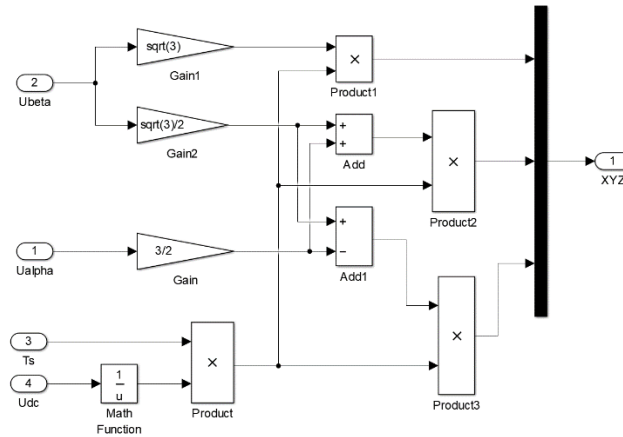 sqrt(3)
Gain1
2
Ubeta
×
Product1
sqrt(3)/2
Gain2
+
+
Add
×
Product2
1
XYZ
+
−
Add1
1
Ualpha
3/2
Gain
3
Ts
4
Udc
1
u
Math
Function
×
Product
×
Product3